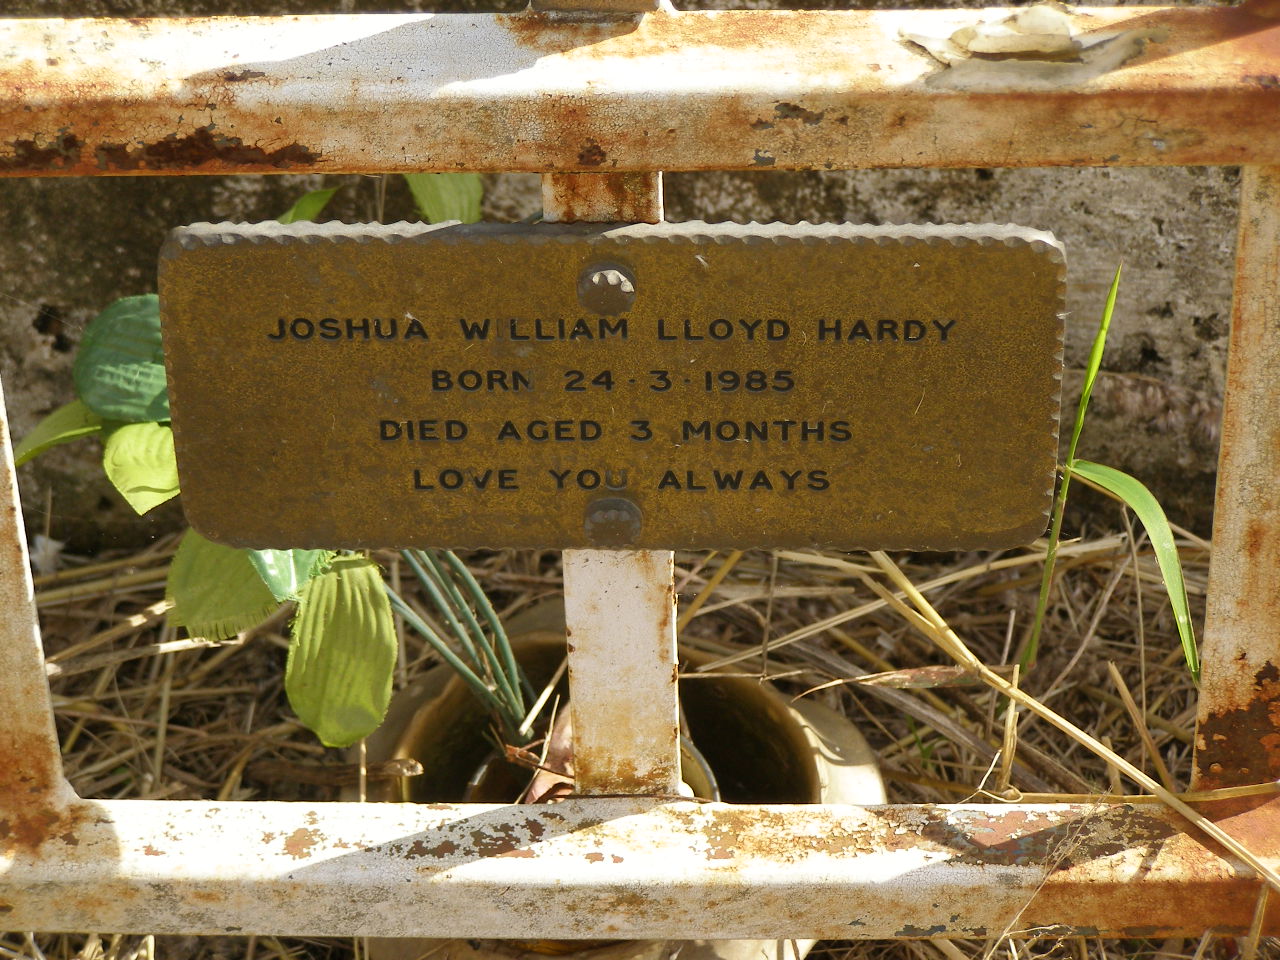 JOSHUA WILLIAM LLOYD HARDY
BORN 24·3·1985
DIED AGED 3 MONTHS
LOVE YOU ALWAYS